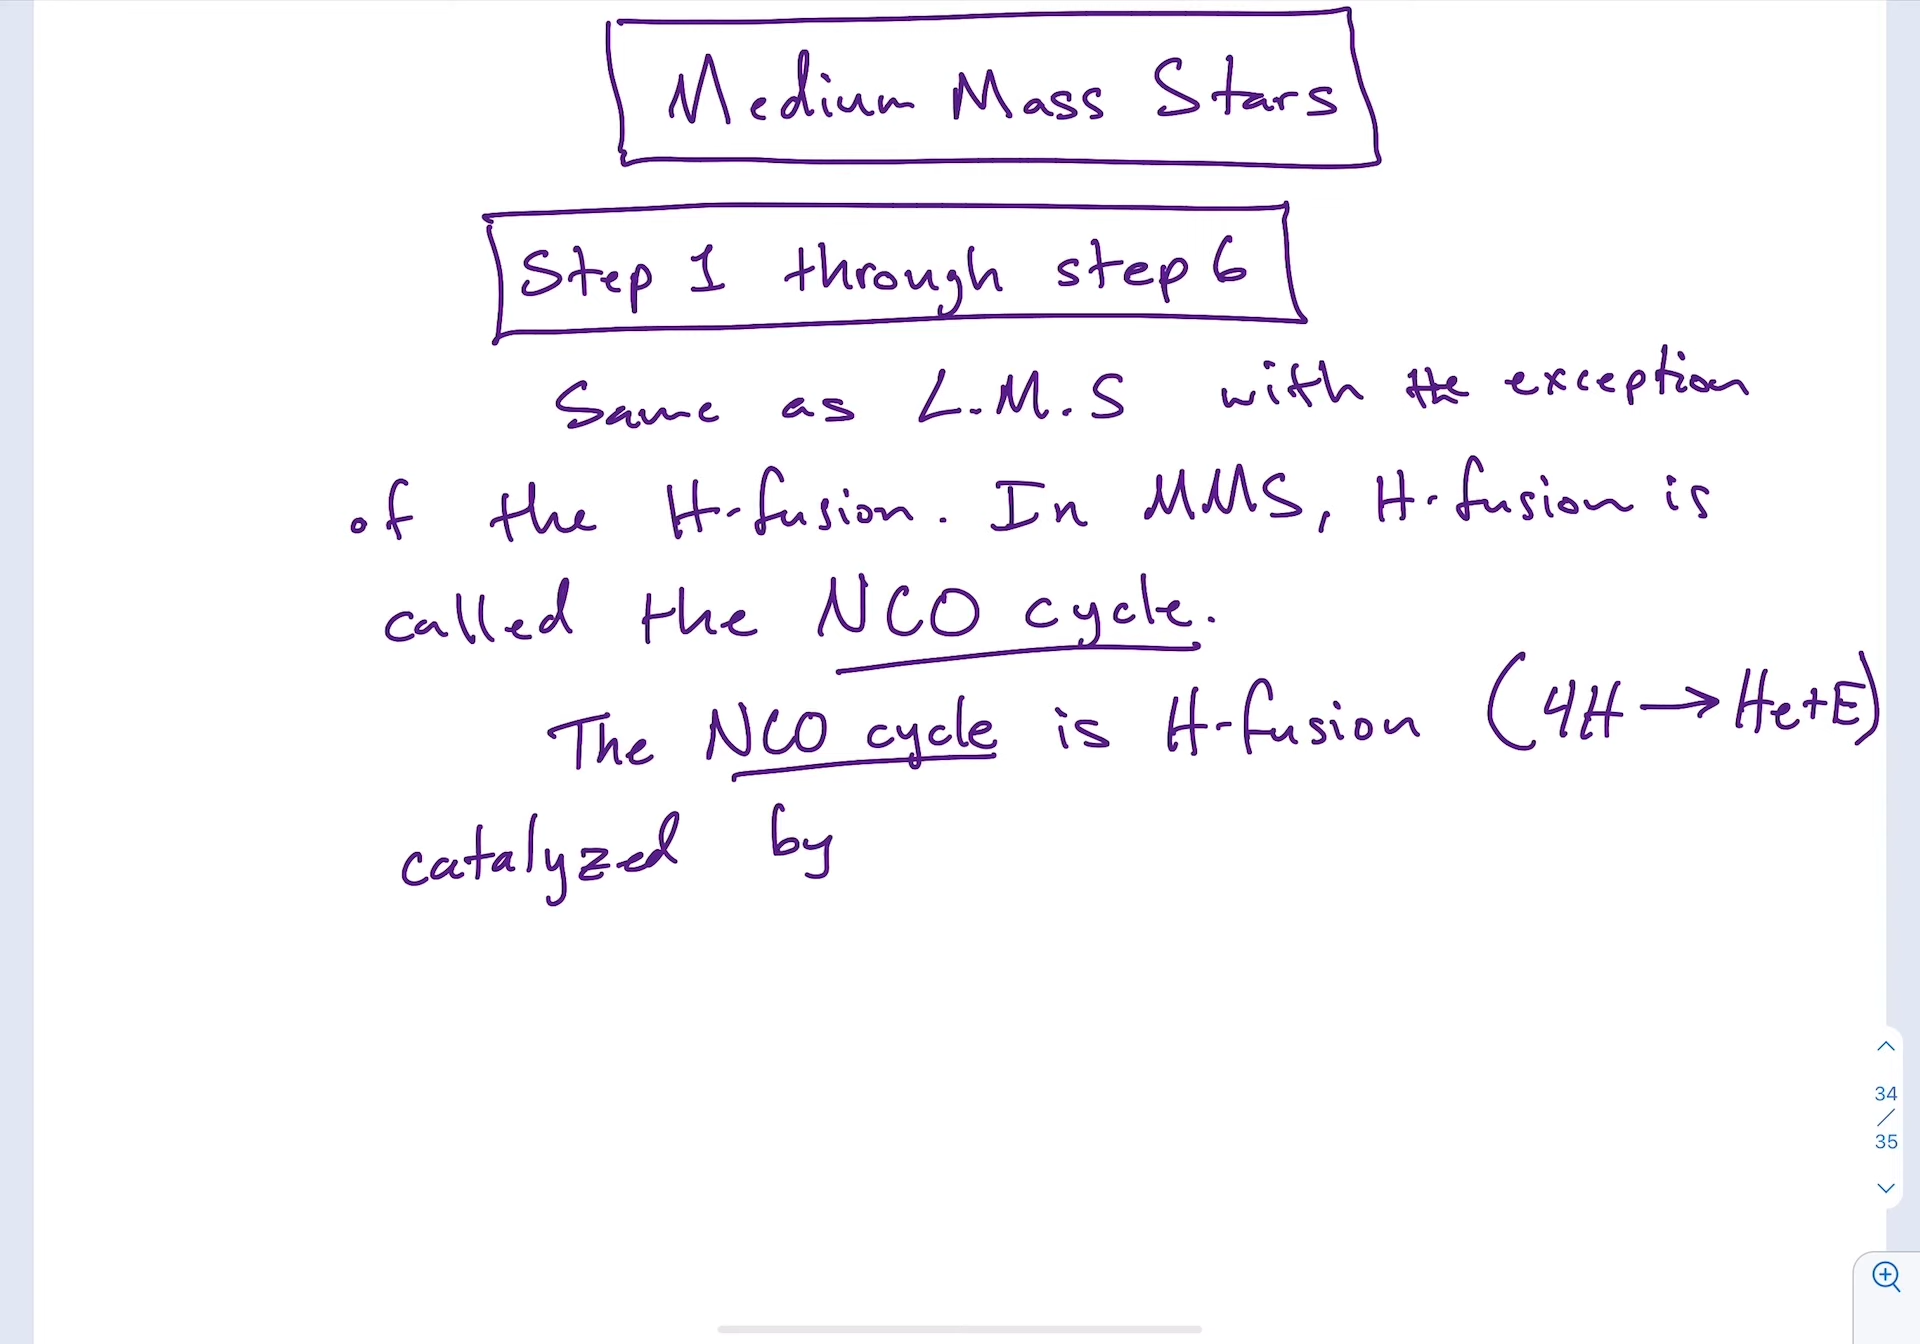 Medium Mass Stars
Step 1 through step 6
Same as L.M.S with the exception
of the H-fusion. In MMS, H-fusion is
called the NCO cycle.
The NCO cycle is H-fusion (4H → He+E)
catalyzed by
34
/
35